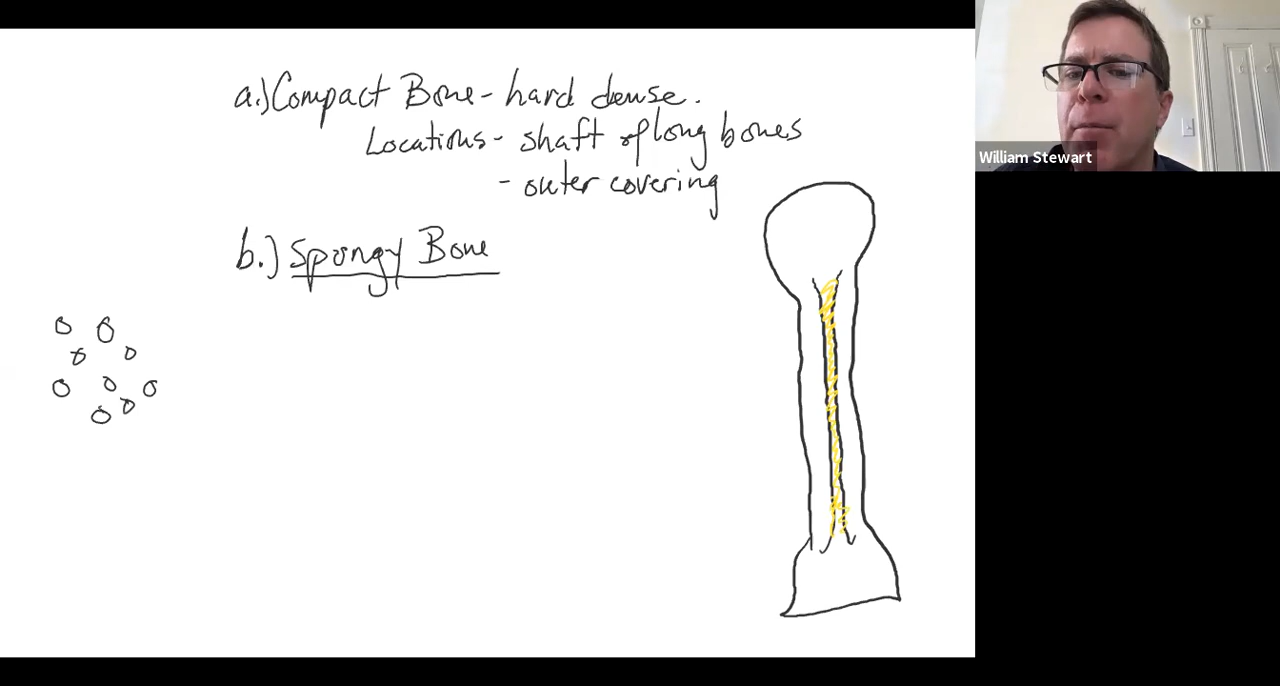 a.) Compact Bone - hard dense.
Locations - shaft of long bones
- outer covering
b.) Spongy Bone
William Stewart